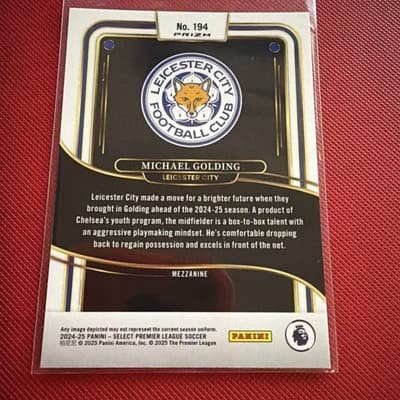 No. 194
PRIZM
LEICESTER CITY
FOOTBALL CLUB
MICHAEL GOLDING
LEICESTER CITY
Leicester City made a move for a brighter future when they
brought in Golding ahead of the 2024-25 season. A product of
Chelsea's youth program, the midfielder is a box-to-box talent with
an aggressive playmaking mindset. He's comfortable dropping
back to regain possession and excels in front of the net.
MEZZANINE
Any image depicted may not represent the current season uniform.
2024-25 PANINI – SELECT PREMIER LEAGUE SOCCER
帕尼尼 © 2025 Panini America, Inc. © 2025 The Premier League
PANINI